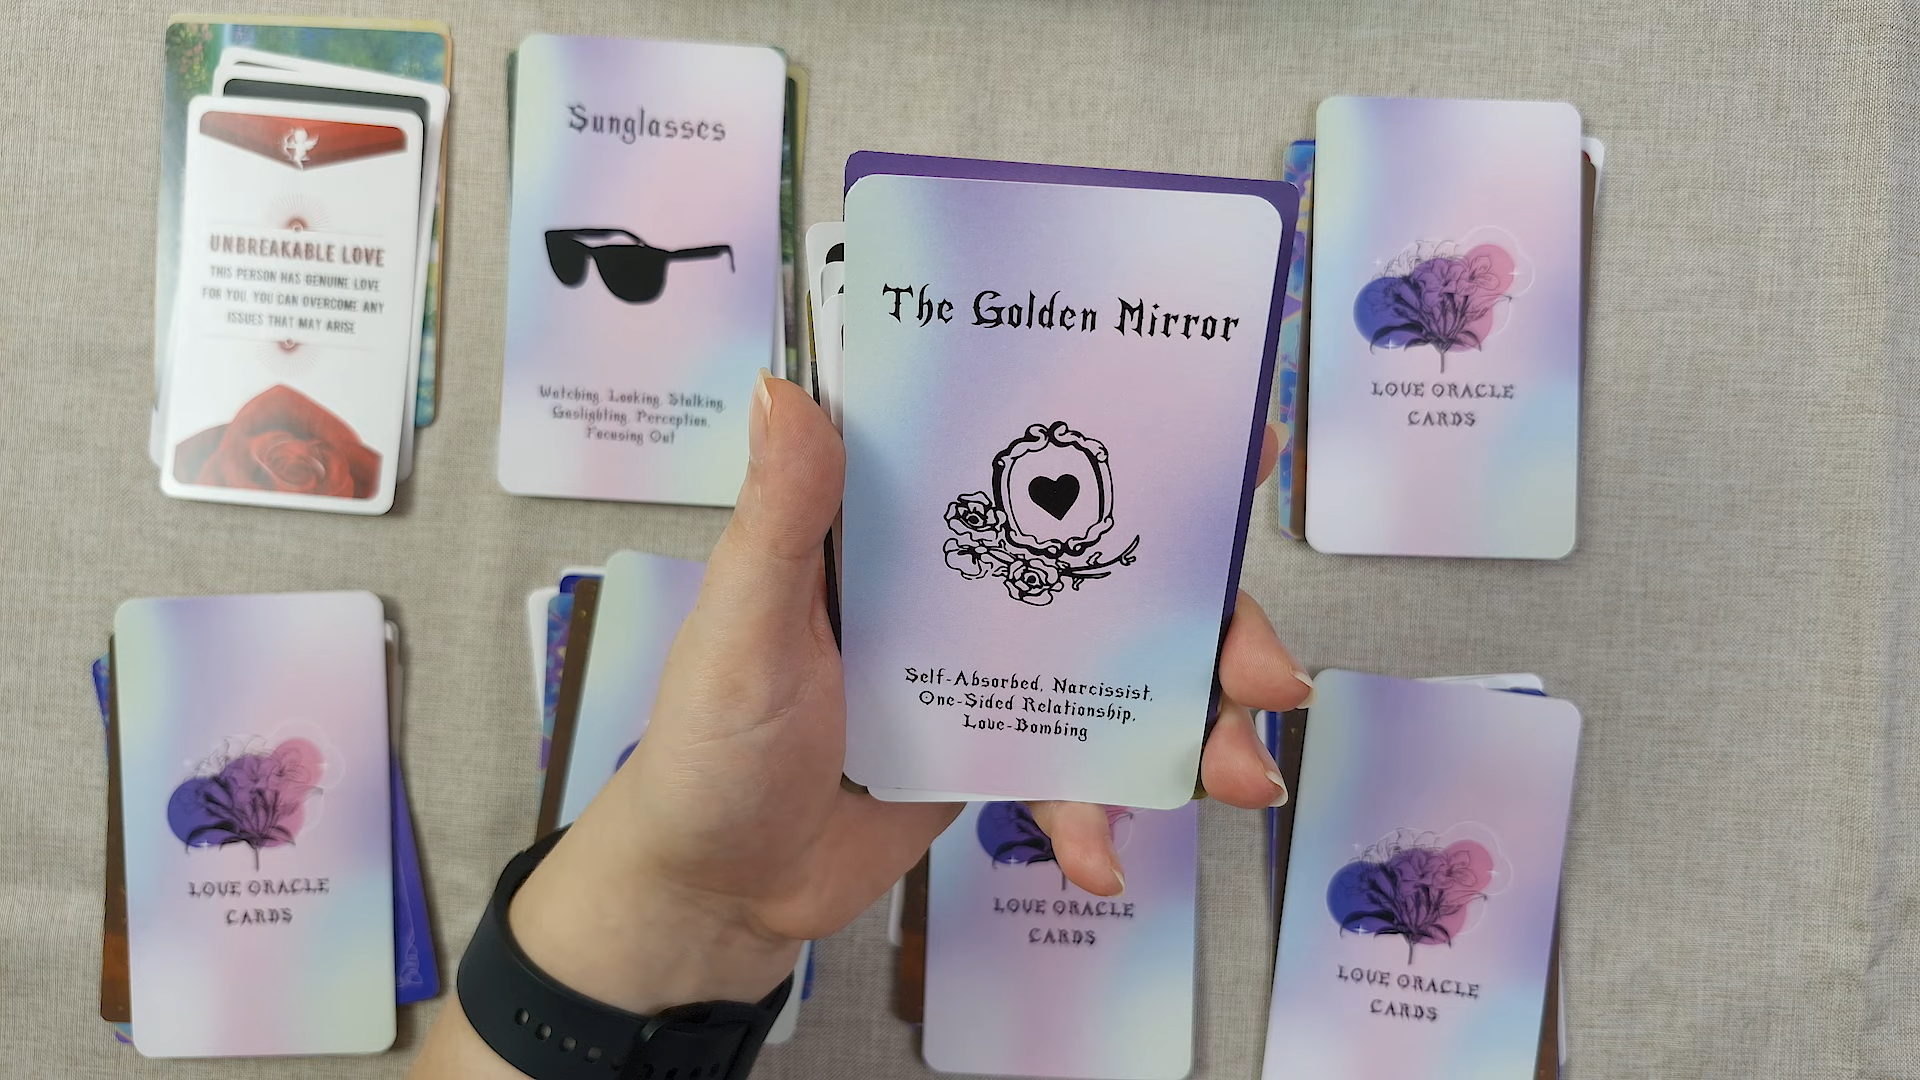 UNBREAKABLE LOVE
THIS PERSON HAS GENUINE LOVE
FOR YOU, YOU CAN OVERCOME ANY
ISSUES THAT MAY ARISE
Sunglasses
Watching, Looking, Stalking,
Gaslighting, Perception,
Focusing Out
The Golden Mirror
Self-Absorbed, Narcissist,
One-Sided Relationship,
Love-Bombing
LOVE ORACLE
CARDS
LOVE ORACLE
CARDS
LOVE ORACLE
CARDS
LOVE ORACLE
CARDS